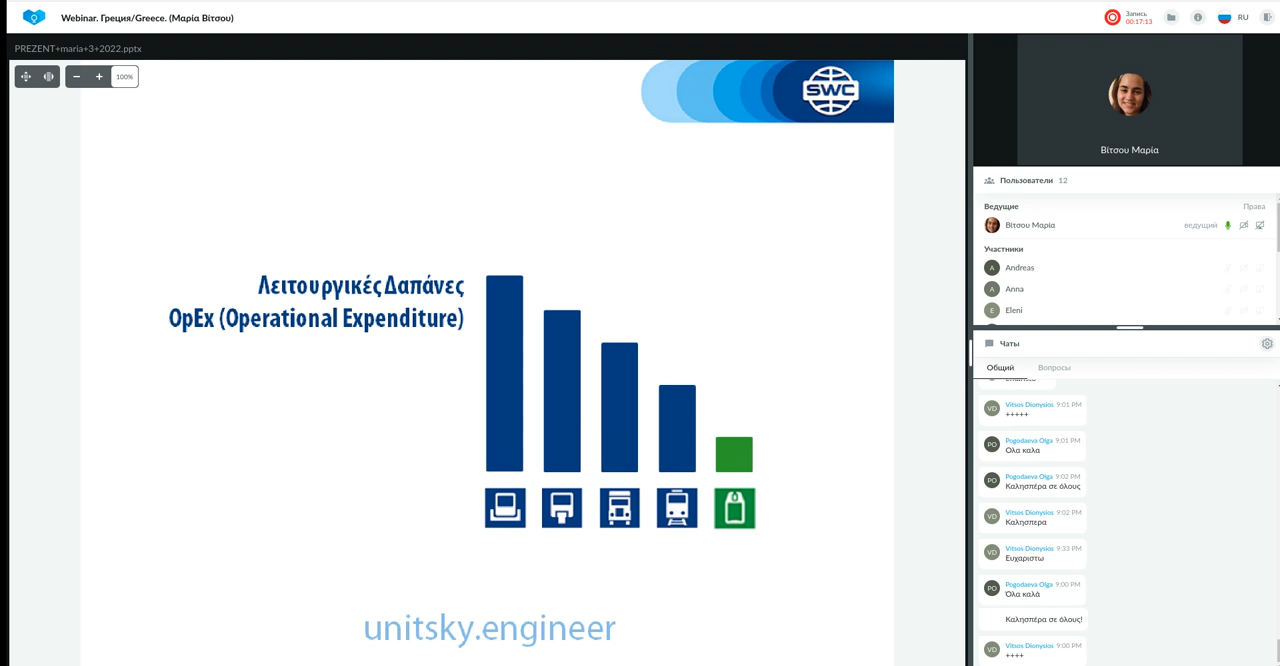 Webinar. Греция/Greece. (Μαρία Βίτσου)
Запись
00:17:13
RU
PREZENT+maria+3+2022.pptx
100%
SWC
Λειτουργικές Δαπάνες
OpEx (Operational Expenditure)
unitsky.engineer
Βίτσου Μαρία
Пользователи 12
Ведущие Права
Βίτσου Μαρία ведущий
Участники
A Andreas
A Anna
E Eleni
Чаты
Общий Вопросы
VD Vitsos Dionysios 9:01 PM
+++++
PO Pogodaeva Olga 9:01 PM
Ολα καλα
PO Pogodaeva Olga 9:02 PM
Καλησπέρα σε όλους
VD Vitsos Dionysios 9:02 PM
Καλησπερα
VD Vitsos Dionysios 9:33 PM
Ευχαριστω
PO Pogodaeva Olga 9:00 PM
Όλα καλά
Καλησπέρα σε όλους!
VD Vitsos Dionysios 9:00 PM
++++